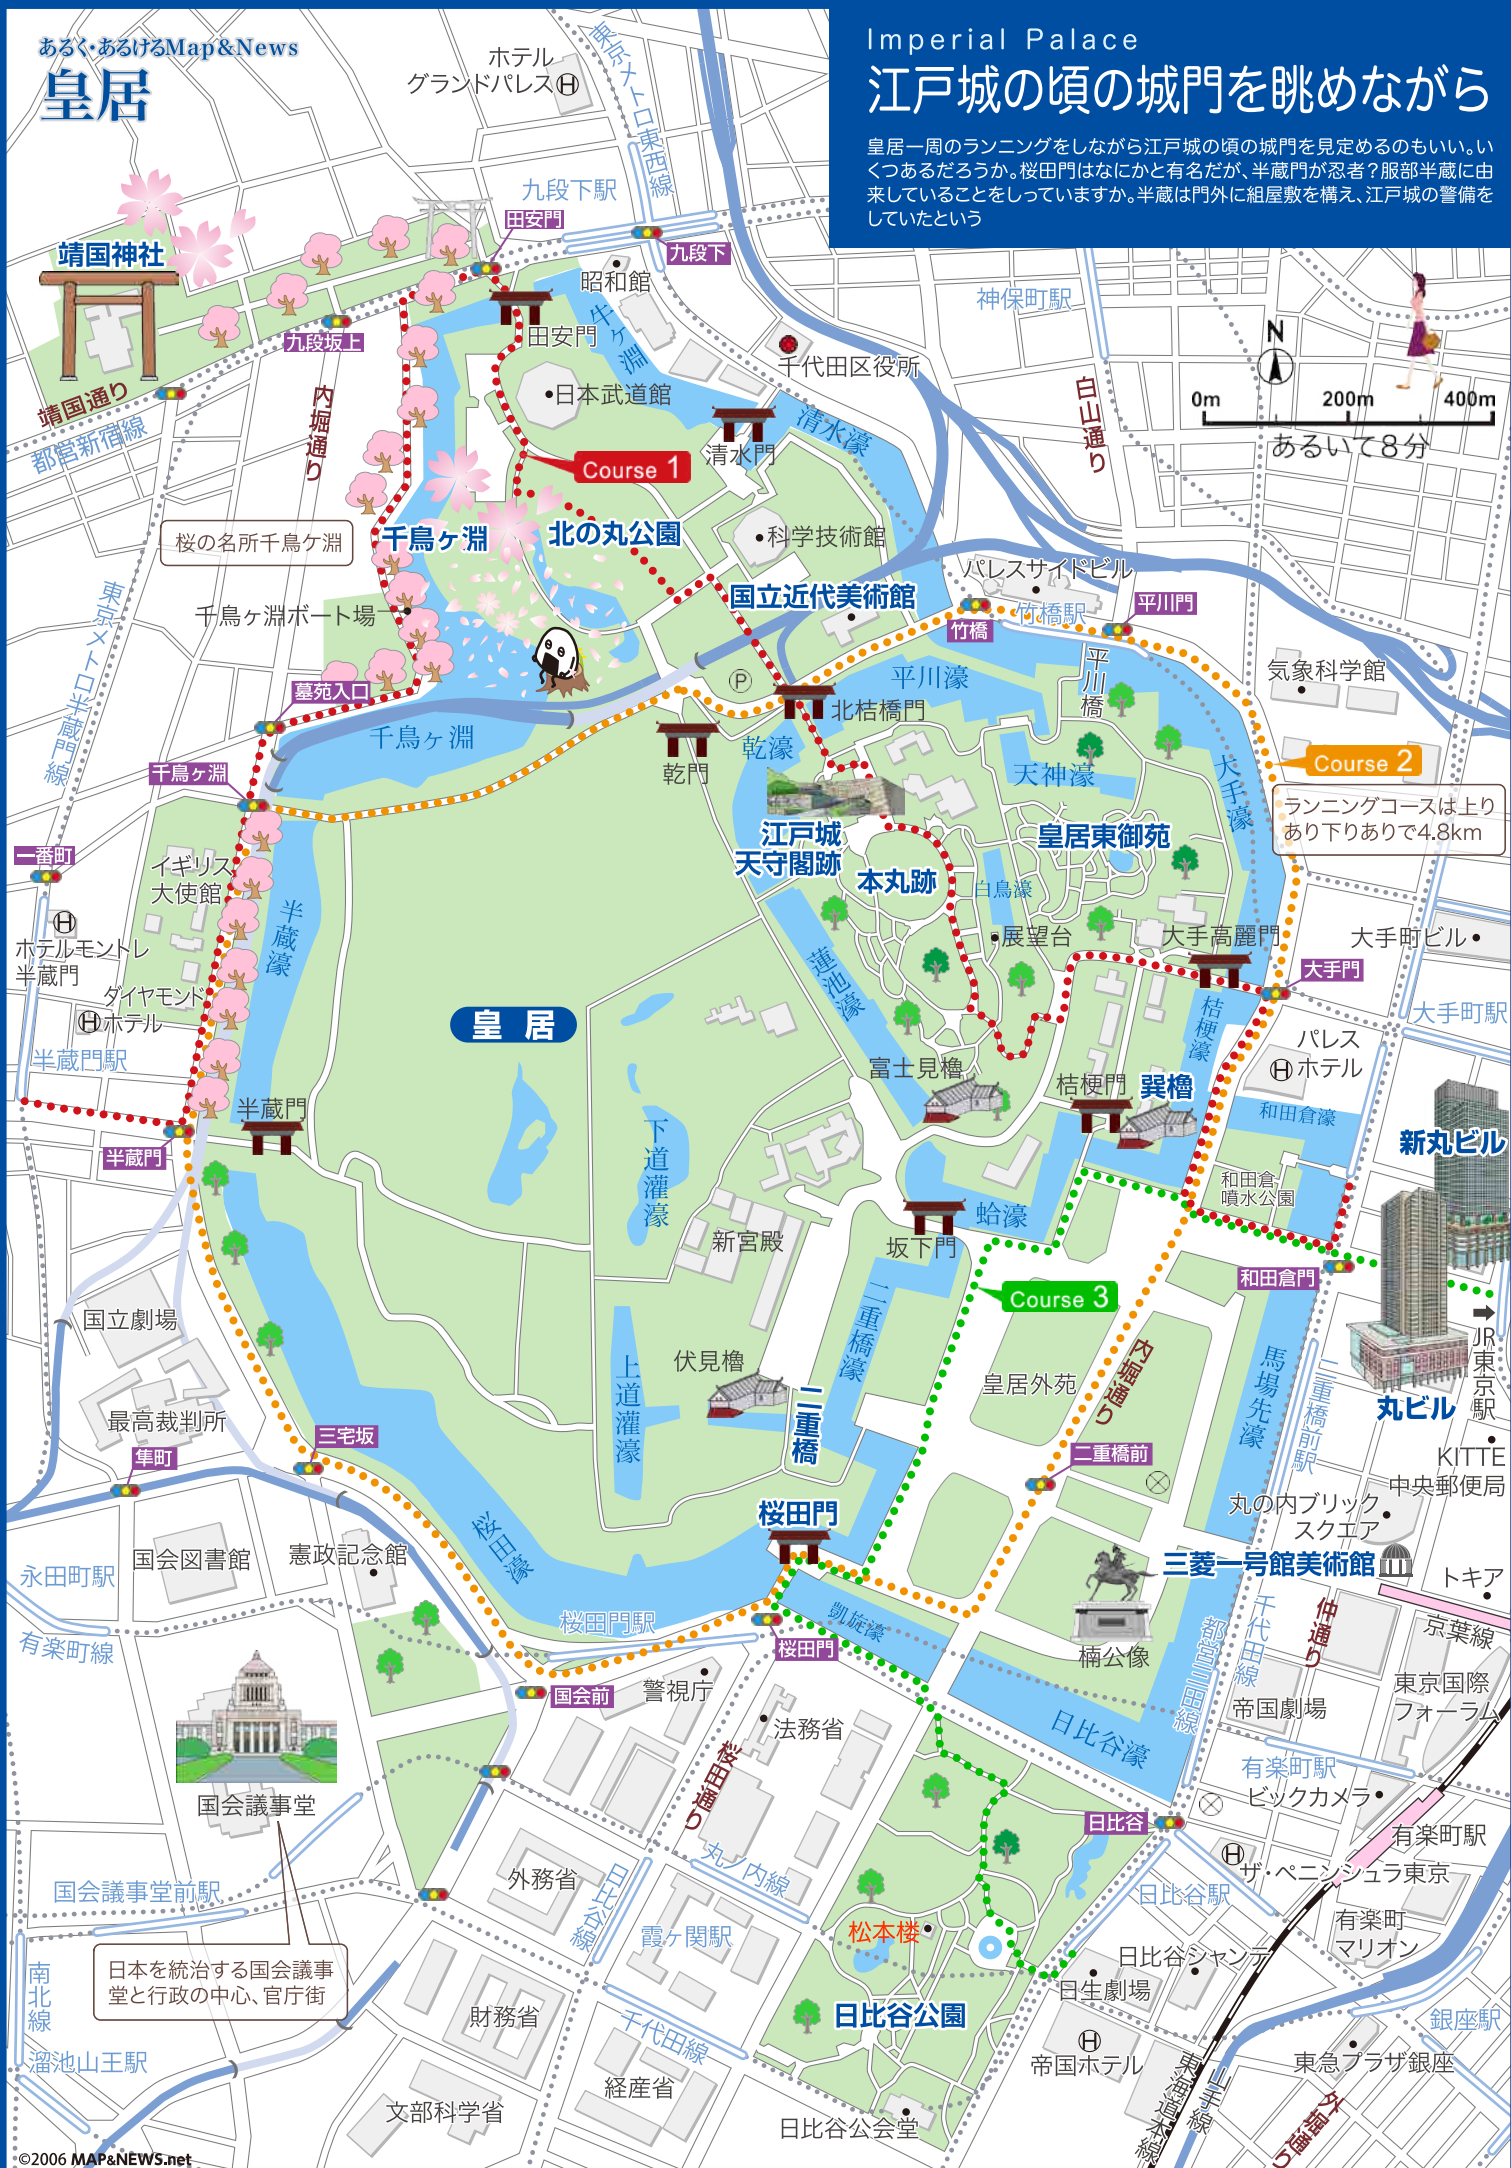 あるく・あるけるMap&News
皇居
Imperial Palace
江戸城の頃の城門を眺めながら
皇居一周のランニングをしながら江戸城の頃の城門を見定めるのもいい。い
くつあるだろうか。桜田門はなにかと有名だが、半蔵門が忍者？服部半蔵に由
来していることをしっていますか。半蔵は門外に組屋敷を構え、江戸城の警備を
していたという
ホテル
グランドパレス
東京メトロ東西線
九段下駅
田安門
九段下
靖国神社
昭和館
神保町駅
N
九段坂上
田安門
牛ヶ淵
千代田区役所
0m
200m
400m
あるいて8分
靖国通り
都営新宿線
内堀通り
日本武道館
白山通り
清水濠
清水門
Course 1
桜の名所千鳥ケ淵
千鳥ヶ淵
北の丸公園
科学技術館
パレスサイドビル
東京メトロ半蔵門線
千鳥ヶ淵ボート場
国立近代美術館
竹橋
竹橋駅
平川門
平川濠
平川橋
気象科学館
墓苑入口
P
北桔橋門
千鳥ヶ淵
乾濠
乾門
千鳥ヶ淵
天神濠
大手濠
Course 2
ランニングコースは上り
あり下りありで4.8km
江戸城
天守閣跡
皇居東御苑
一番町
イギリス
大使館
本丸跡
白鳥濠
半蔵濠
展望台
大手高麗門
大手町ビル
ホテルモントレ
半蔵門
蓮池濠
大手門
ダイヤモンド
ホテル
皇居
桔梗濠
大手町駅
半蔵門駅
パレス
ホテル
富士見櫓
桔梗門
巽櫓
半蔵門
和田倉濠
下道灌濠
新丸ビル
半蔵門
和田倉
噴水公園
蛤濠
新宮殿
坂下門
和田倉門
国立劇場
二重橋濠
Course 3
JR東京駅
上道灌濠
伏見櫓
皇居外苑
内堀通り
馬場先濠
二重橋前駅
丸ビル
最高裁判所
二重橋
三宅坂
隼町
二重橋前
KITTE
中央郵便局
丸の内ブリック
スクエア
桜田濠
桜田門
国会図書館
憲政記念館
三菱一号館美術館
トキア
永田町駅
有楽町線
桜田門駅
凱旋濠
都営三田線
千代田線
仲通り
京葉線
桜田門
楠公像
国会前
警視庁
法務省
東京国際
フォーラム
帝国劇場
日比谷濠
桜田通り
有楽町駅
ビックカメラ
国会議事堂
日比谷
有楽町駅
ザ・ペニンシュラ東京
国会議事堂前駅
外務省
日比谷線
丸ノ内線
霞ヶ関駅
松本楼
日比谷駅
有楽町
マリオン
日本を統治する国会議事
堂と行政の中心、官庁街
日比谷シャンテ
日生劇場
南北線
財務省
千代田線
日比谷公園
銀座駅
溜池山王駅
帝国ホテル
東急プラザ銀座
経産省
文部科学省
日比谷公会堂
東海道本線
山手線
外堀通り
©2006 MAP&NEWS.net